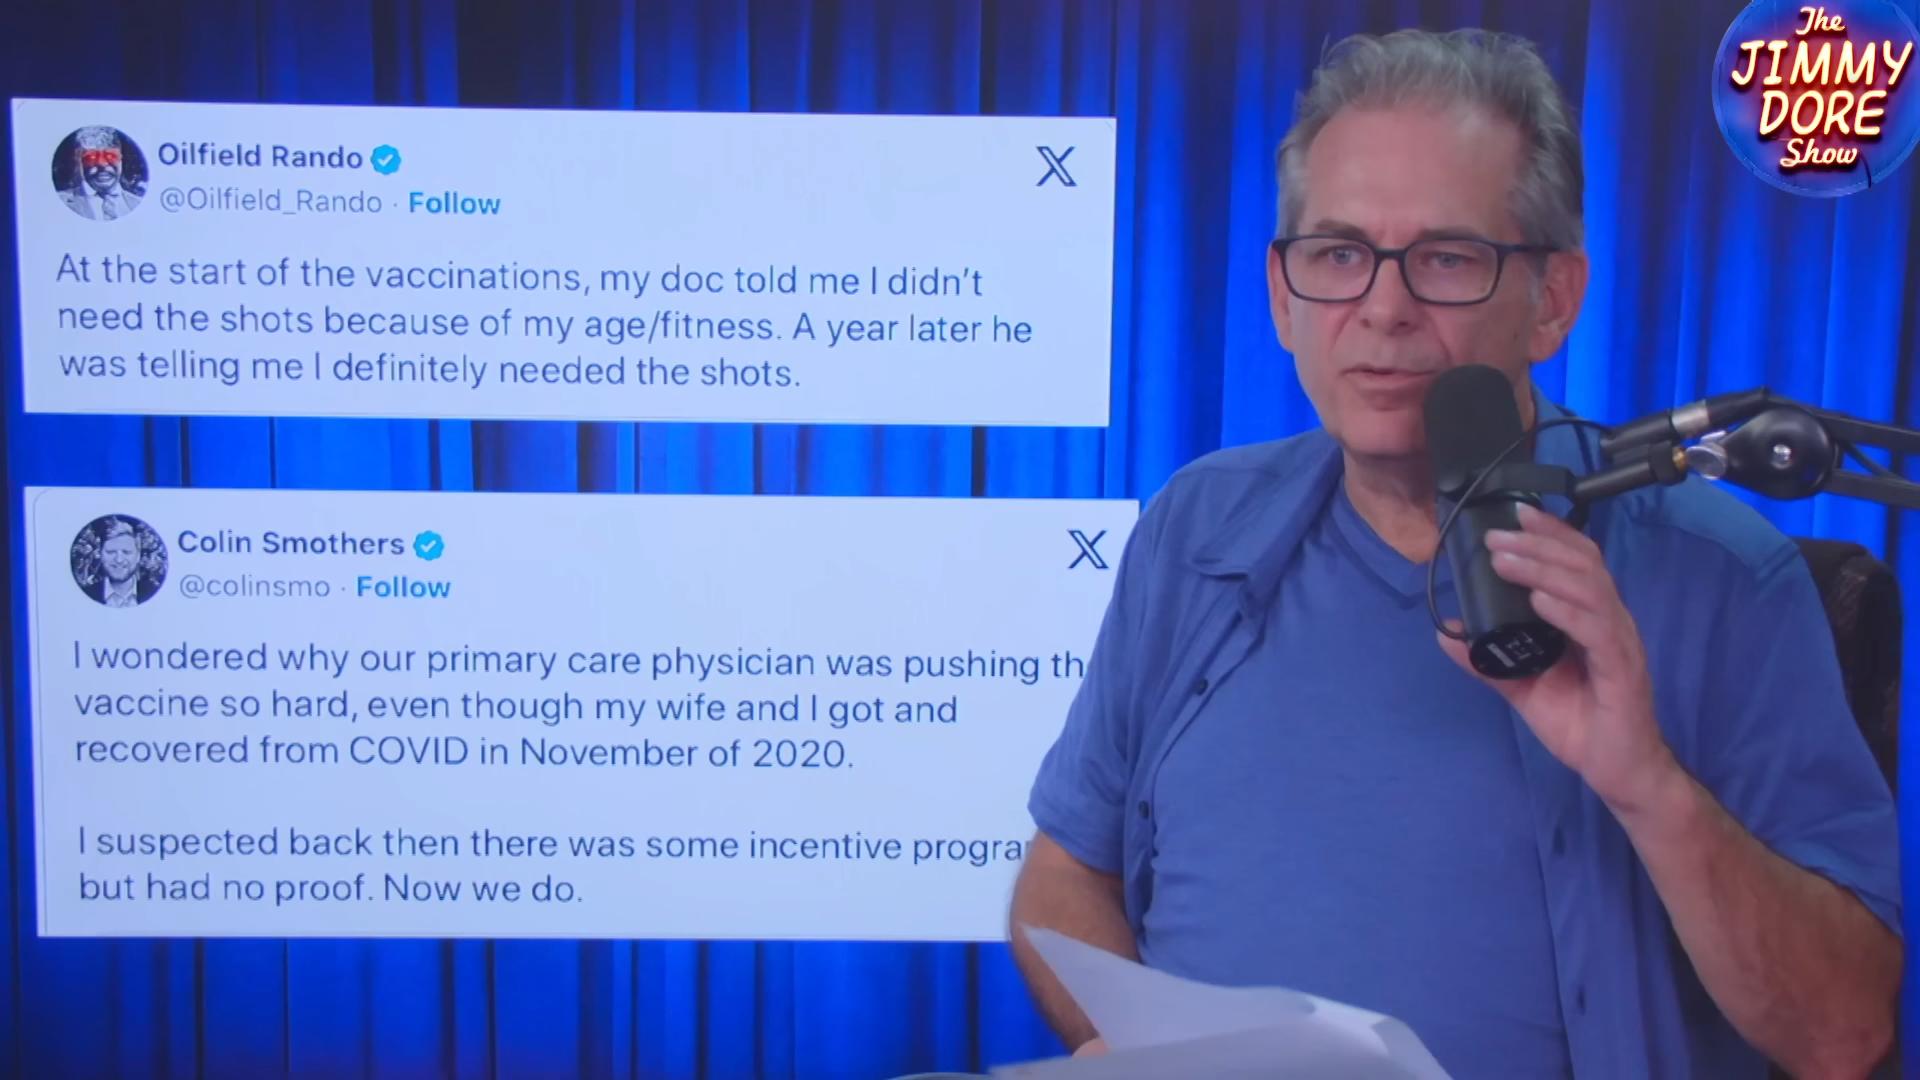 The
JIMMY
DORE
Show
Oilfield Rando
@Oilfield_Rando · Follow
At the start of the vaccinations, my doc told me I didn't
need the shots because of my age/fitness. A year later he
was telling me I definitely needed the shots.
Colin Smothers
@colinsmo · Follow
I wondered why our primary care physician was pushing
vaccine so hard, even though my wife and I got and
recovered from COVID in November of 2020.
I suspected back then there was some incentive
but had no proof. Now we do.